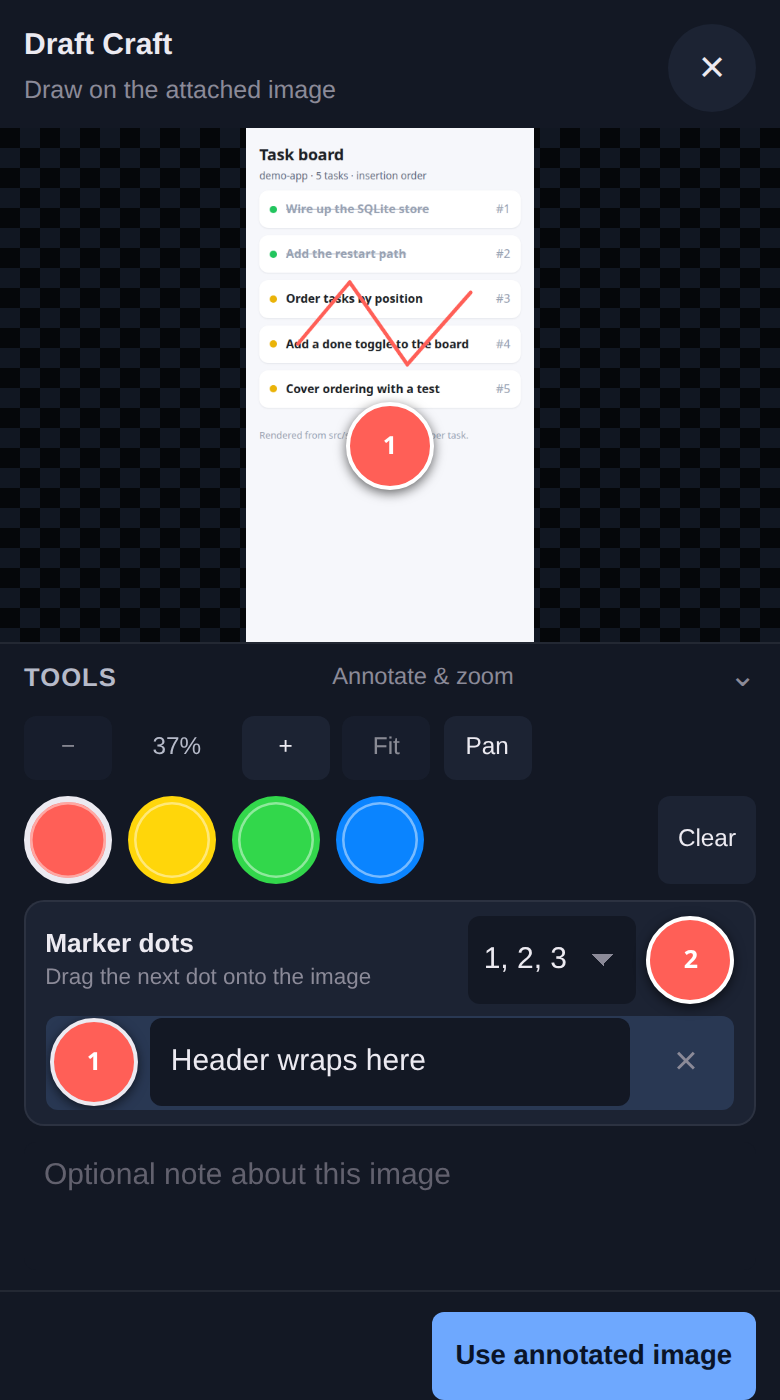 Draft Craft
Draw on the attached image
✕
Task board
demo-app · 5 tasks · insertion order
Wire up the SQLite store #1
Add the restart path #2
Order tasks by position #3
Add a done toggle to the board #4
Cover ordering with a test #5
Rendered from task.
1
TOOLS Annotate & zoom
− 37% + Fit Pan
Clear
Marker dots 1, 2, 3 2
Drag the next dot onto the image
1 Header wraps here ✕
Optional note about this image
Use annotated image